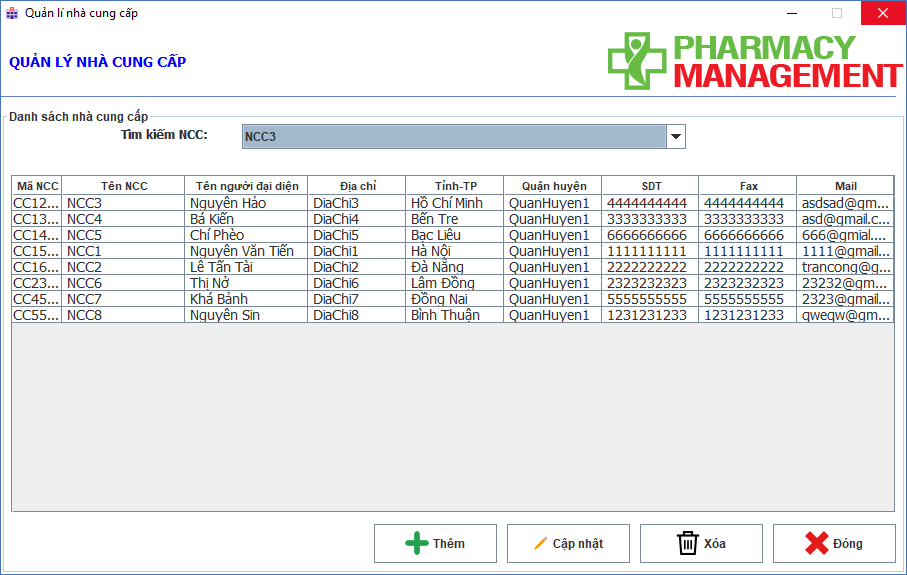 Quản lí nhà cung cấp
QUẢN LÝ NHÀ CUNG CẤP
PHARMACY
MANAGEMENT
Danh sách nhà cung cấp
Tìm kiếm NCC: NCC3
Mã NCC Tên NCC Tên người đại diện Địa chỉ Tỉnh-TP Quận huyện SDT Fax Mail
CC12... NCC3 Nguyên Hảo DiaChi3 Hồ Chí Minh QuanHuyen1 4444444444 4444444444 asdsad@gm...
CC13... NCC4 Bá Kiến DiaChi4 Bến Tre QuanHuyen1 3333333333 3333333333 asd@gmail.c...
CC14... NCC5 Chí Phèo DiaChi5 Bạc Liêu QuanHuyen1 6666666666 6666666666 666@gmial....
CC15... NCC1 Nguyên Văn Tiến DiaChi1 Hà Nội QuanHuyen1 1111111111 1111111111 1111@gmail...
CC16... NCC2 Lê Tấn Tài DiaChi2 Đà Nẵng QuanHuyen1 2222222222 2222222222 trancong@g...
CC23... NCC6 Thị Nở DiaChi6 Lâm Đồng QuanHuyen1 2323232323 2323232323 23232@gm...
CC45... NCC7 Khá Bảnh DiaChi7 Đồng Nai QuanHuyen1 5555555555 5555555555 2323@gmail...
CC55... NCC8 Nguyên Sin DiaChi8 Bình Thuận QuanHuyen1 1231231233 1231231233 qweqw@gm...
Thêm Cập nhật Xóa Đóng